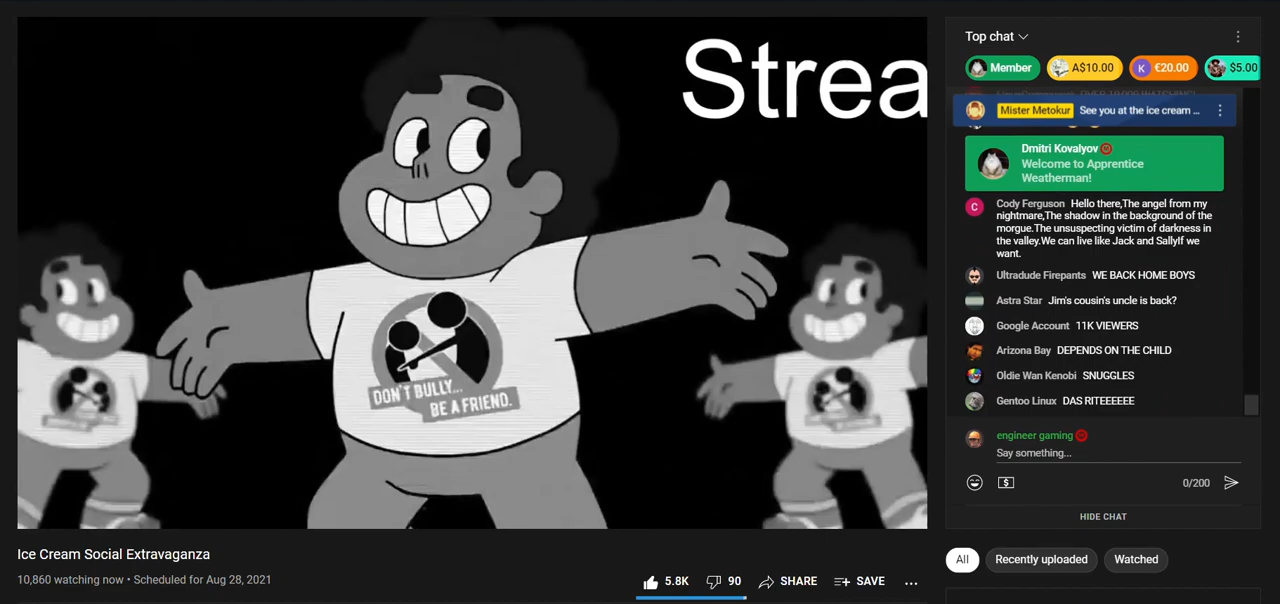 Strea
DON'T BULLY...
BE A FRIEND.
Ice Cream Social Extravaganza
10,860 watching now • Scheduled for Aug 28, 2021
5.8K
90
SHARE
SAVE
Top chat
Member
A$10.00
K
€20.00
$5.00
Mister Metokur See you at the ice cream ...
Dmitri Kovalyov
Welcome to Apprentice
Weatherman!
C
Cody Ferguson Hello there,The angel from my
nightmare,The shadow in the background of the
morgue.The unsuspecting victim of darkness in
the valley.We can live like Jack and SallyIf we
want.
Ultradude Firepants WE BACK HOME BOYS
Astra Star Jim's cousin's uncle is back?
Google Account 11K VIEWERS
Arizona Bay DEPENDS ON THE CHILD
Oldie Wan Kenobi SNUGGLES
Gentoo Linux DAS RITEEEEEE
engineer gaming
Say something...
0/200
HIDE CHAT
All
Recently uploaded
Watched